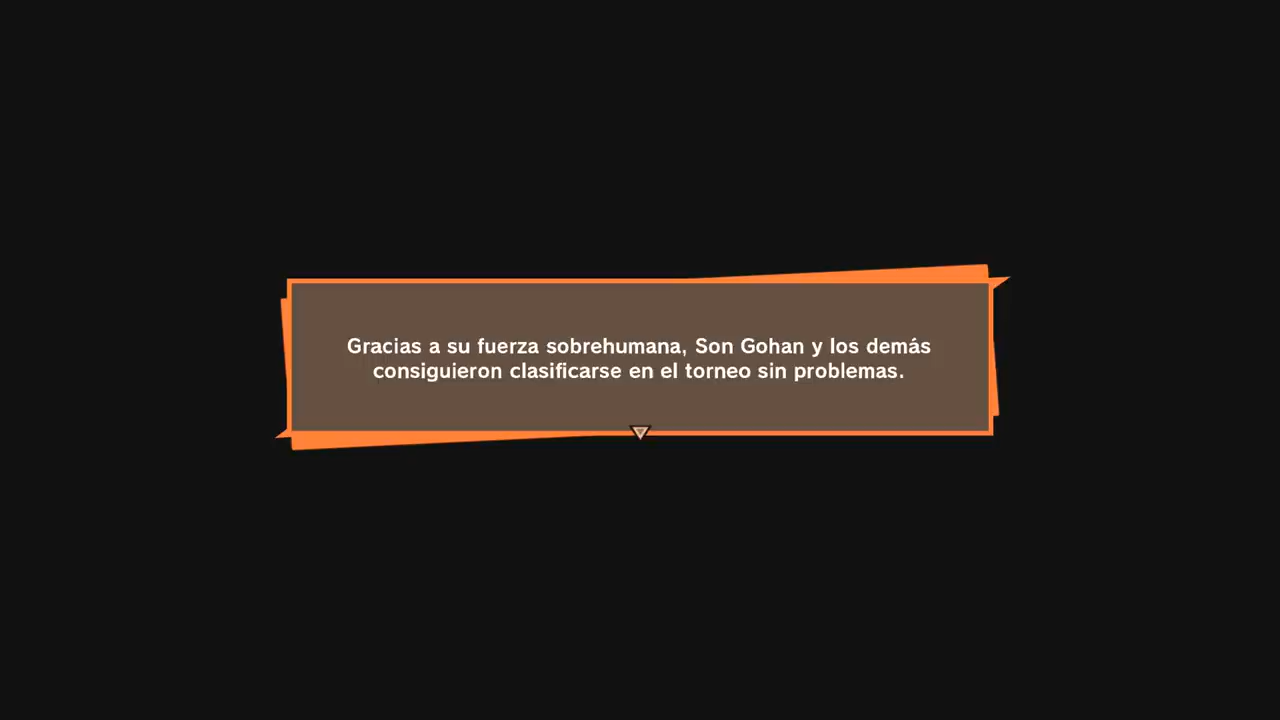 Gracias a su fuerza sobrehumana, Son Gohan y los demás
consiguieron clasificarse en el torneo sin problemas.